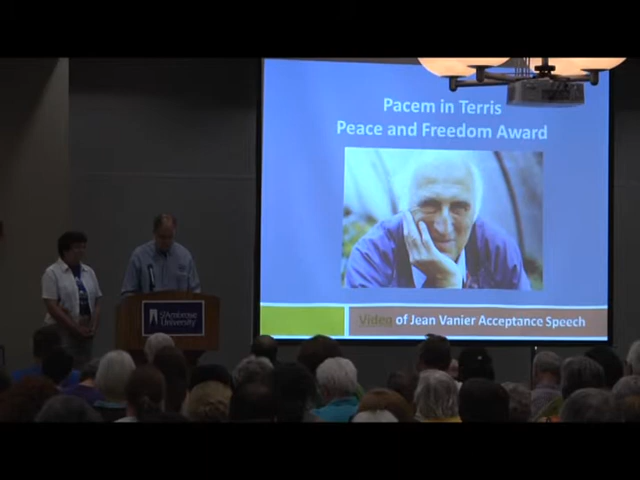 Pacem in Terris
Peace and Freedom Award
Video of Jean Vanier Acceptance Speech
St. Ambrose
University